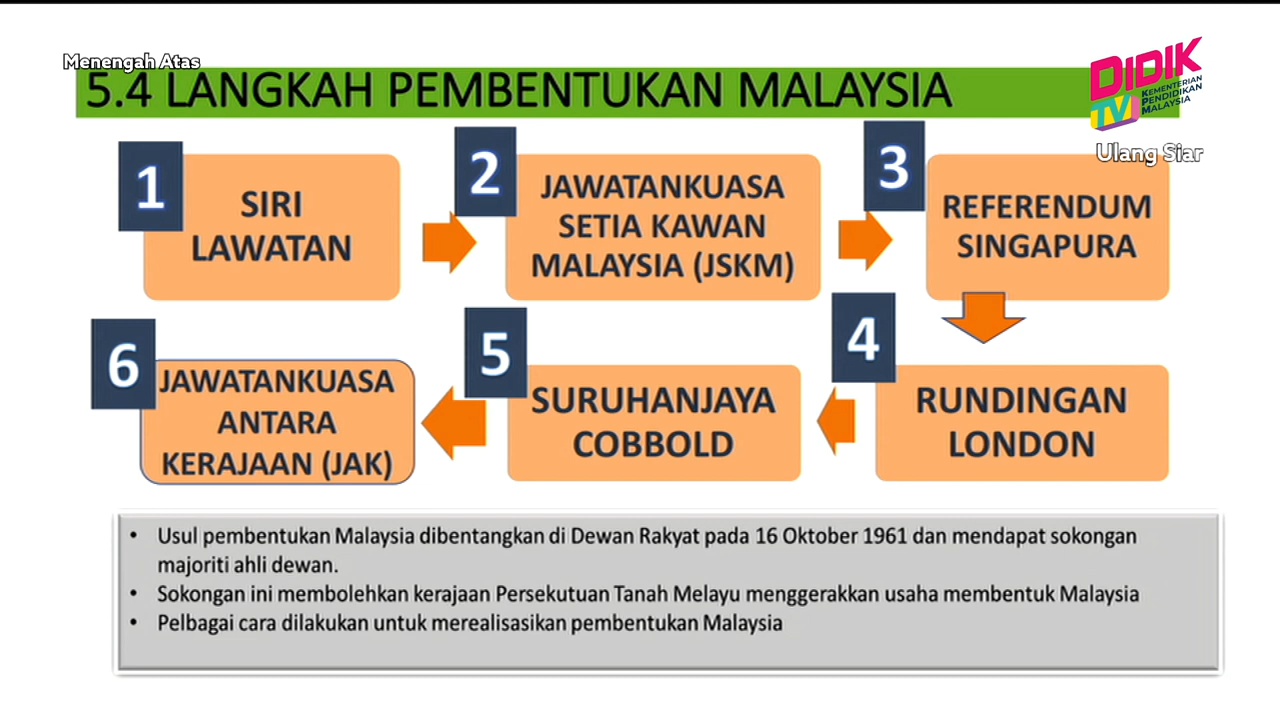 Menengah Atas
5.4 LANGKAH PEMBENTUKAN MALAYSIA
DIDIK
TV
KEMENTERIAN
PENDIDIKAN
MALAYSIA
Ulang Siar
1
SIRI
LAWATAN
2
JAWATANKUASA
SETIA KAWAN
MALAYSIA (JSKM)
3
REFERENDUM
SINGAPURA
4
RUNDINGAN
LONDON
5
SURUHANJAYA
COBBOLD
6
JAWATANKUASA
ANTARA
KERAJAAN (JAK)
• Usul pembentukan Malaysia dibentangkan di Dewan Rakyat pada 16 Oktober 1961 dan mendapat sokongan
majoriti ahli dewan.
• Sokongan ini membolehkan kerajaan Persekutuan Tanah Melayu menggerakkan usaha membentuk Malaysia
• Pelbagai cara dilakukan untuk merealisasikan pembentukan Malaysia